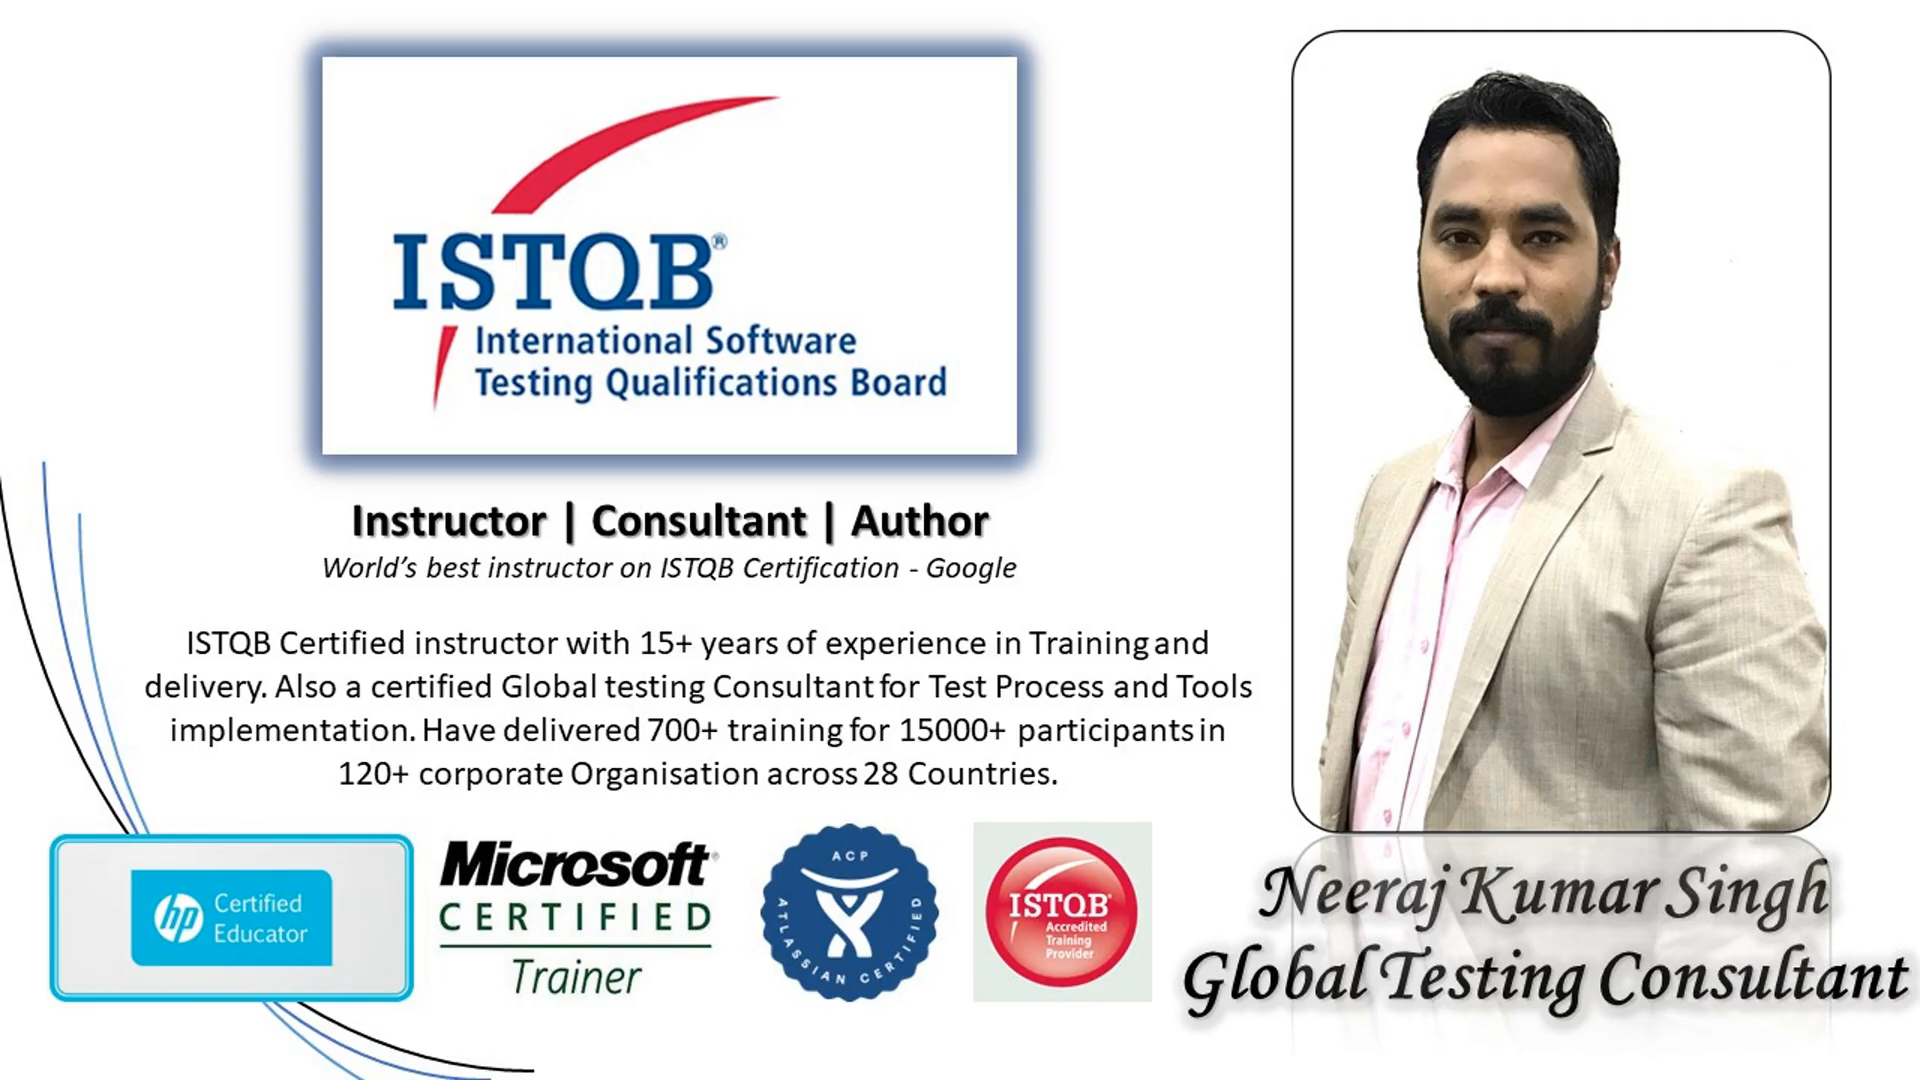 ISTQB®
International Software
Testing Qualifications Board
Instructor | Consultant | Author
World's best instructor on ISTQB Certification - Google
ISTQB Certified instructor with 15+ years of experience in Training and
delivery. Also a certified Global testing Consultant for Test Process and Tools
implementation. Have delivered 700+ training for 15000+ participants in
120+ corporate Organisation across 28 Countries.
hp
Certified
Educator
Microsoft®
CERTIFIED
Trainer
ACP
ATLASSIAN CERTIFIED
ISTQB®
Accredited
Training
Provider
Neeraj Kumar Singh
Global Testing Consultant